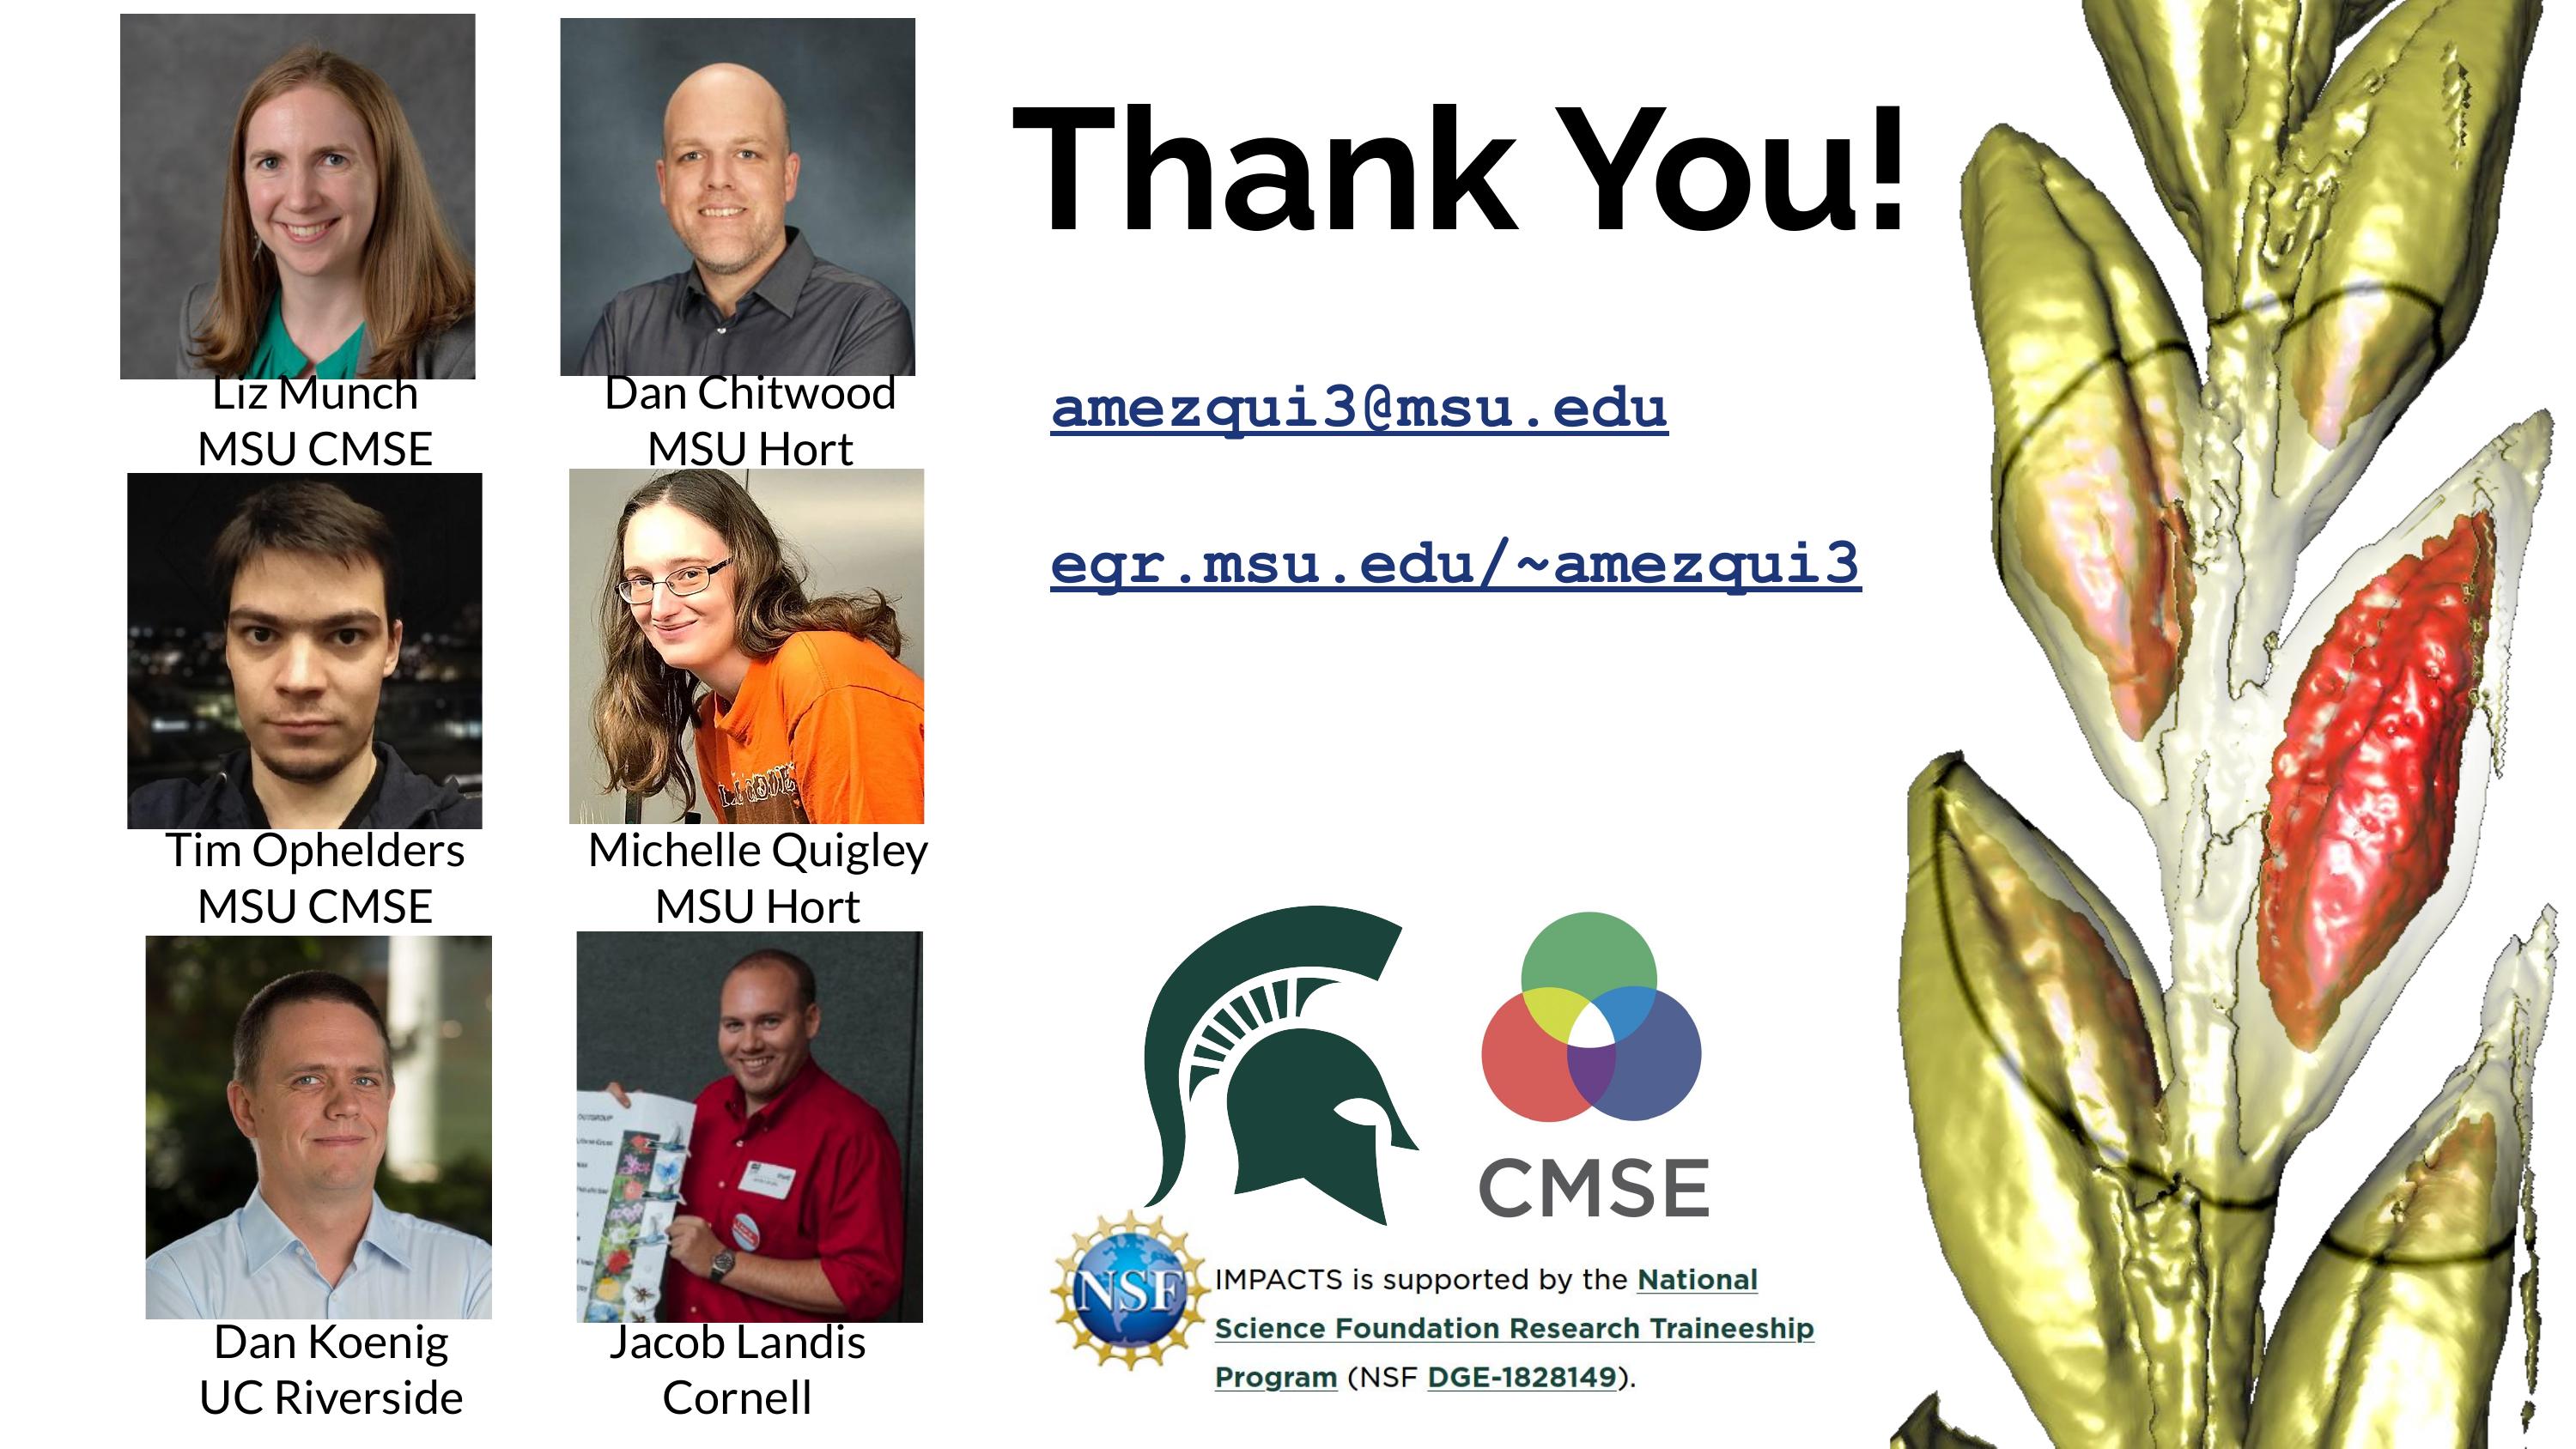 Thank You!
Liz Munch
MSU CMSE
Dan Chitwood
MSU Hort
Tim Ophelders
MSU CMSE
Michelle Quigley
MSU Hort
Dan Koenig
UC Riverside
Jacob Landis
Cornell
amezqui3@msu.edu
egr.msu.edu/~amezqui3
CMSE
NSF
IMPACTS is supported by the National
Science Foundation Research Traineeship
Program (NSF DGE-1828149).